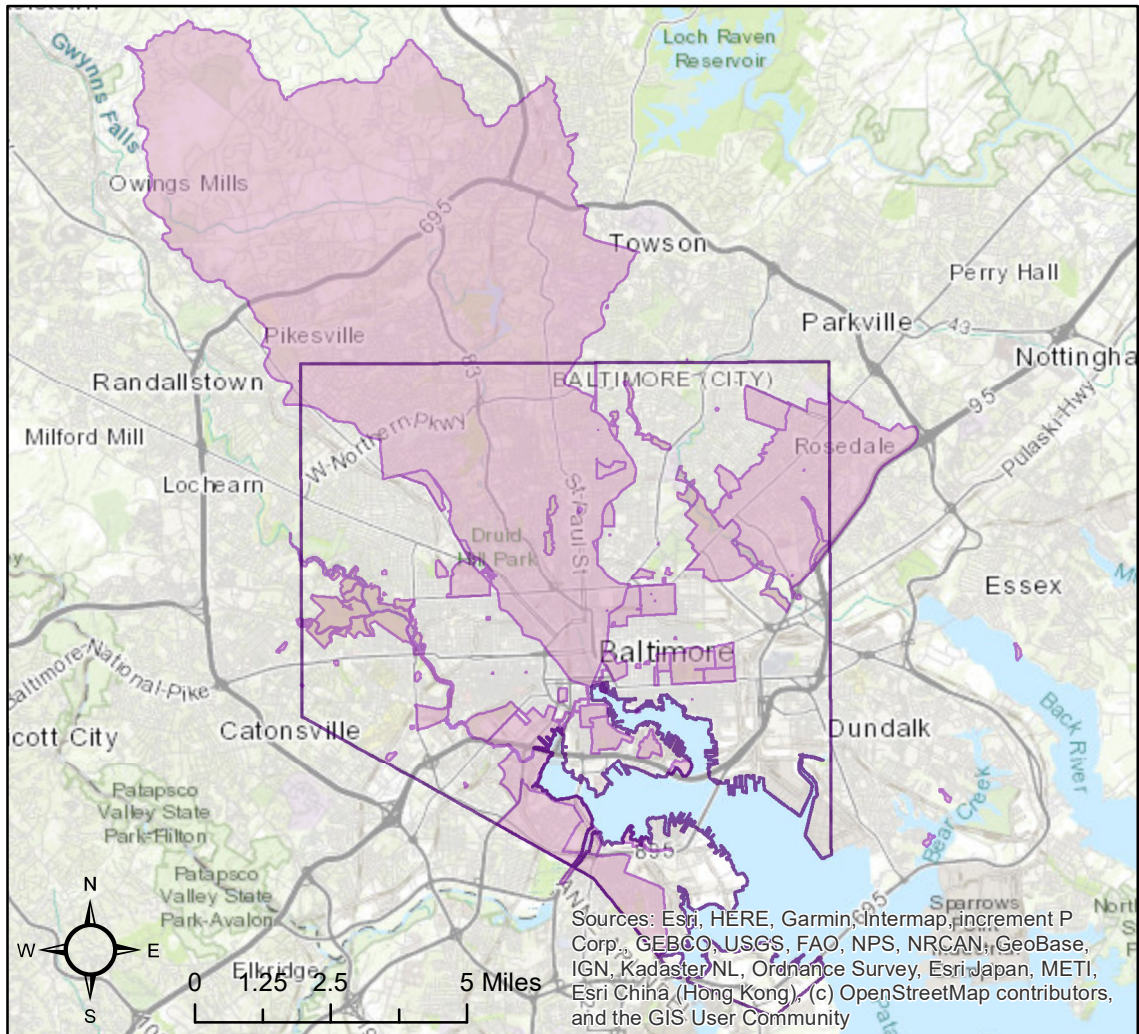 Gwynns Falls
Loch Raven
Reservoir
Owings Mills
695
Towson
Perry Hall
Pikesville
Parkville
43
Nottingha
83
BALTIMORE (CITY)
Randallstown
95
Pulaski-Hwy
Milford Mill
W-Northern-Pkwy
Rosedale
Lochearn
St-Paul-St
Druid
Hill Park
Essex
Baltimore
Baltimore-National-Pike
Back River
cott City
Catonsville
Dundalk
Patapsco
Valley State
Park-Hilton
Bear Creek
895
Patapsco
Valley State
Park-Avalon
N
W
E
S
695
Sparrows
Elkridge
0 1.25 2.5 5 Miles
Sources: Esri, HERE, Garmin, Intermap, increment P
Corp., GEBCO, USGS, FAO, NPS, NRCAN, GeoBase,
IGN, Kadaster NL, Ordnance Survey, Esri Japan, METI,
Esri China (Hong Kong), (c) OpenStreetMap contributors,
and the GIS User Community